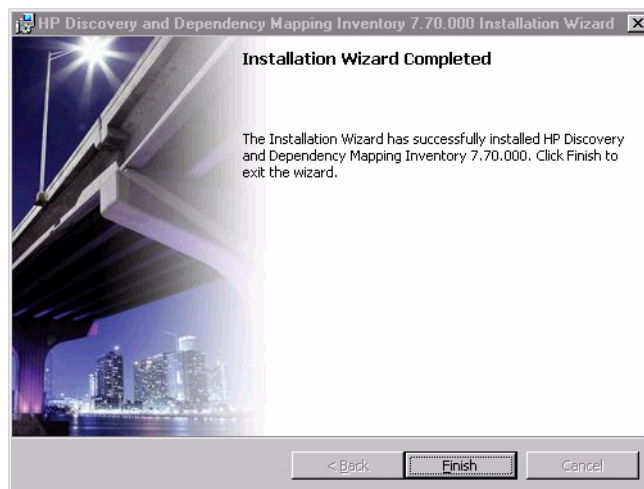 HP Discovery and Dependency Mapping Inventory 7.70.000 Installation Wizard
Installation Wizard Completed
The Installation Wizard has successfully installed HP Discovery
and Dependency Mapping Inventory 7.70.000. Click Finish to
exit the wizard.
< Back Finish Cancel